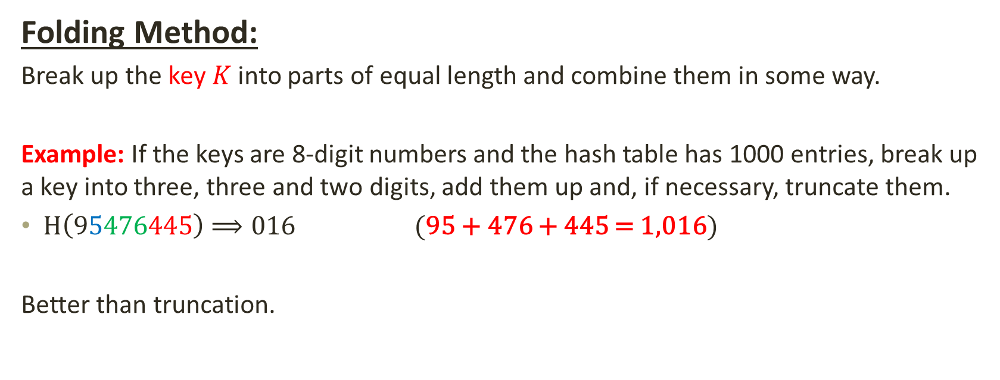 Folding Method:
Break up the key K into parts of equal length and combine them in some way.
Example: If the keys are 8-digit numbers and the hash table has 1000 entries, break up
a key into three, three and two digits, add them up and, if necessary, truncate them.
• H(95476445) ⟹ 016 (95 + 476 + 445 = 1,016)
Better than truncation.